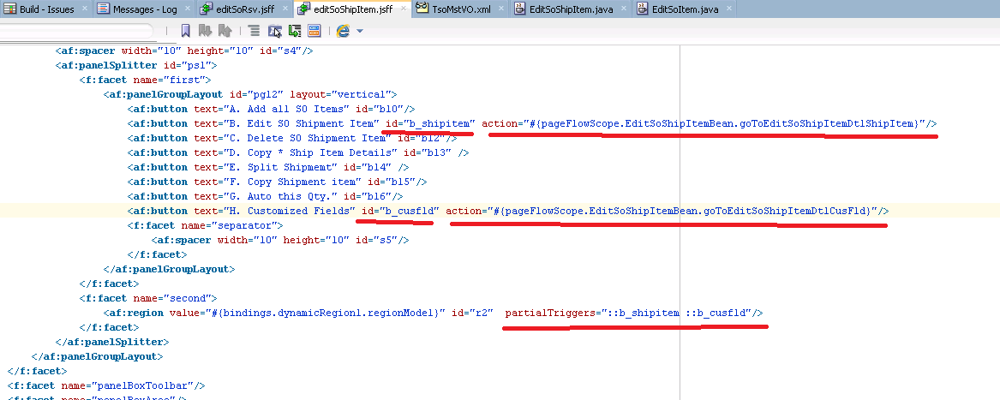 Build - Issues Messages - Log editSoRsv.jsff editSoShipItem.jsff TsoMstVO.xml EditSoShipItem.java EditSoItem.java
<af:spacer width="10" height="10" id="s4"/>
<af:panelSplitter id="ps1">
<f:facet name="first">
<af:panelGroupLayout id="pgl2" layout="vertical">
<af:button text="A. Add all SO Items" id="b10"/>
<af:button text="B. Edit SO Shipment Item" id="b_shipitem" action="#{pageFlowScope.EditSoShipItemBean.goToEditSoShipItemDtlShipItem}"/>
<af:button text="C. Delete SO Shipment Item" id="b12"/>
<af:button text="D. Copy * Ship Item Details" id="b13" />
<af:button text="E. Split Shipmemt" id="b14" />
<af:button text="F. Copy Shipment item" id="b15"/>
<af:button text="G. Auto this Qty." id="b16"/>
<af:button text="H. Customized Fields" id="b_cusfld" action="#{pageFlowScope.EditSoShipItemBean.goToEditSoShipItemDtlCusFld}"/>
<f:facet name="separator">
<af:spacer width="10" height="10" id="s5"/>
</f:facet>
</af:panelGroupLayout>
</f:facet>
<f:facet name="second">
<af:region value="#{bindings.dynamicRegion1.regionModel}" id="r2" partialTriggers="::b_shipitem ::b_cusfld"/>
</f:facet>
</af:panelSplitter>
</af:panelGroupLayout>
</f:facet>
<f:facet name="panelBoxToolbar"/>
<f:facet name="panelBoxArea"/>